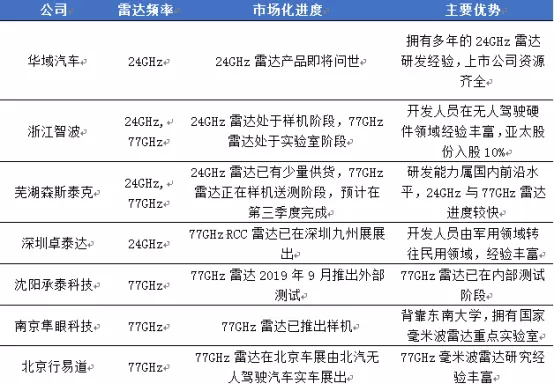 公司 雷达频率 市场化进度 主要优势
华域汽车 24GHz 24GHz 雷达产品即将问世 拥有多年的 24GHz 雷达
研发经验，上市公司资源
齐全
浙江智波 24GHz,
77GHz 24GHz 雷达处于样机阶段，77GHz
雷达处于实验室阶段 开发人员在无人驾驶硬
件领域经验丰富，亚太股
份入股 10%
芜湖森斯泰克 24GHz,
77GHz 24GHz 雷达已有少量供货，77GHz
雷达正在样机送测阶段，预计在
第三季度完成 研发能力属国内前沿水
平，24GHz 与 77GHz 雷达
进度较快
深圳卓泰达 24GHz 77GHz RCC 雷达已在深圳九州展展
出 开发人员由军用领域转
往民用领域，经验丰富
沈阳承泰科技 77GHz 77GHz 雷达 2019 年 9 月推出外部
测试 77GHz 雷达已在内部测试
阶段
南京隼眼科技 77GHz 77GHz 雷达已推出样机 背靠东南大学，拥有国家
毫米波雷达重点实验室
北京行易道 77GHz 77GHz 雷达在北京车展由北汽无
人驾驶汽车实车展出 77GHz 毫米波雷达研究经
验丰富